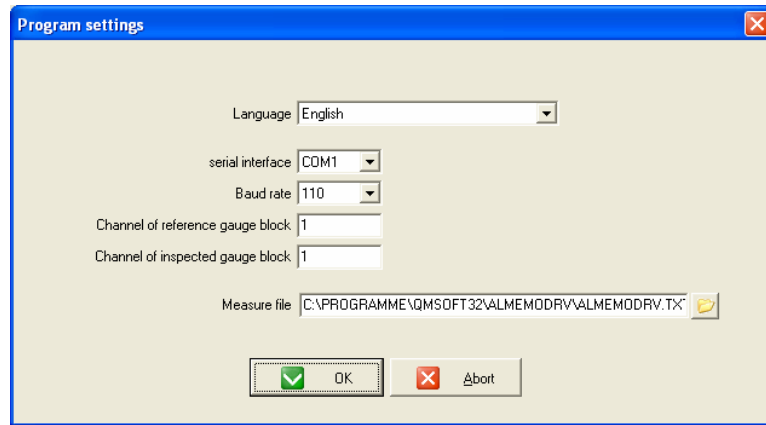 Program settings
Language English
serial interface COM1
Baud rate 110
Channel of reference gauge block 1
Channel of inspected gauge block 1
Measure file C:\PROGRAMME\QMSOFT32\ALMEMODRV\ALMEMODRV.TXT
OK Abort